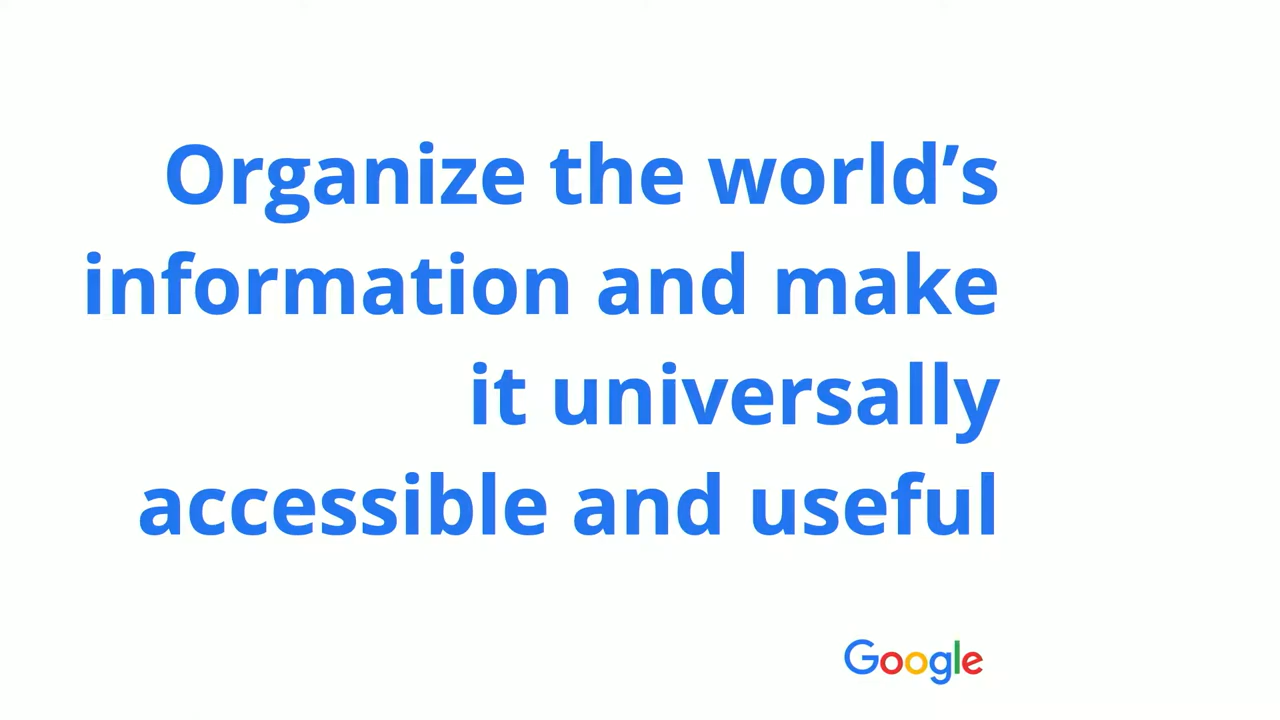 Organize the world’s
information and make
it universally
accessible and useful
Google